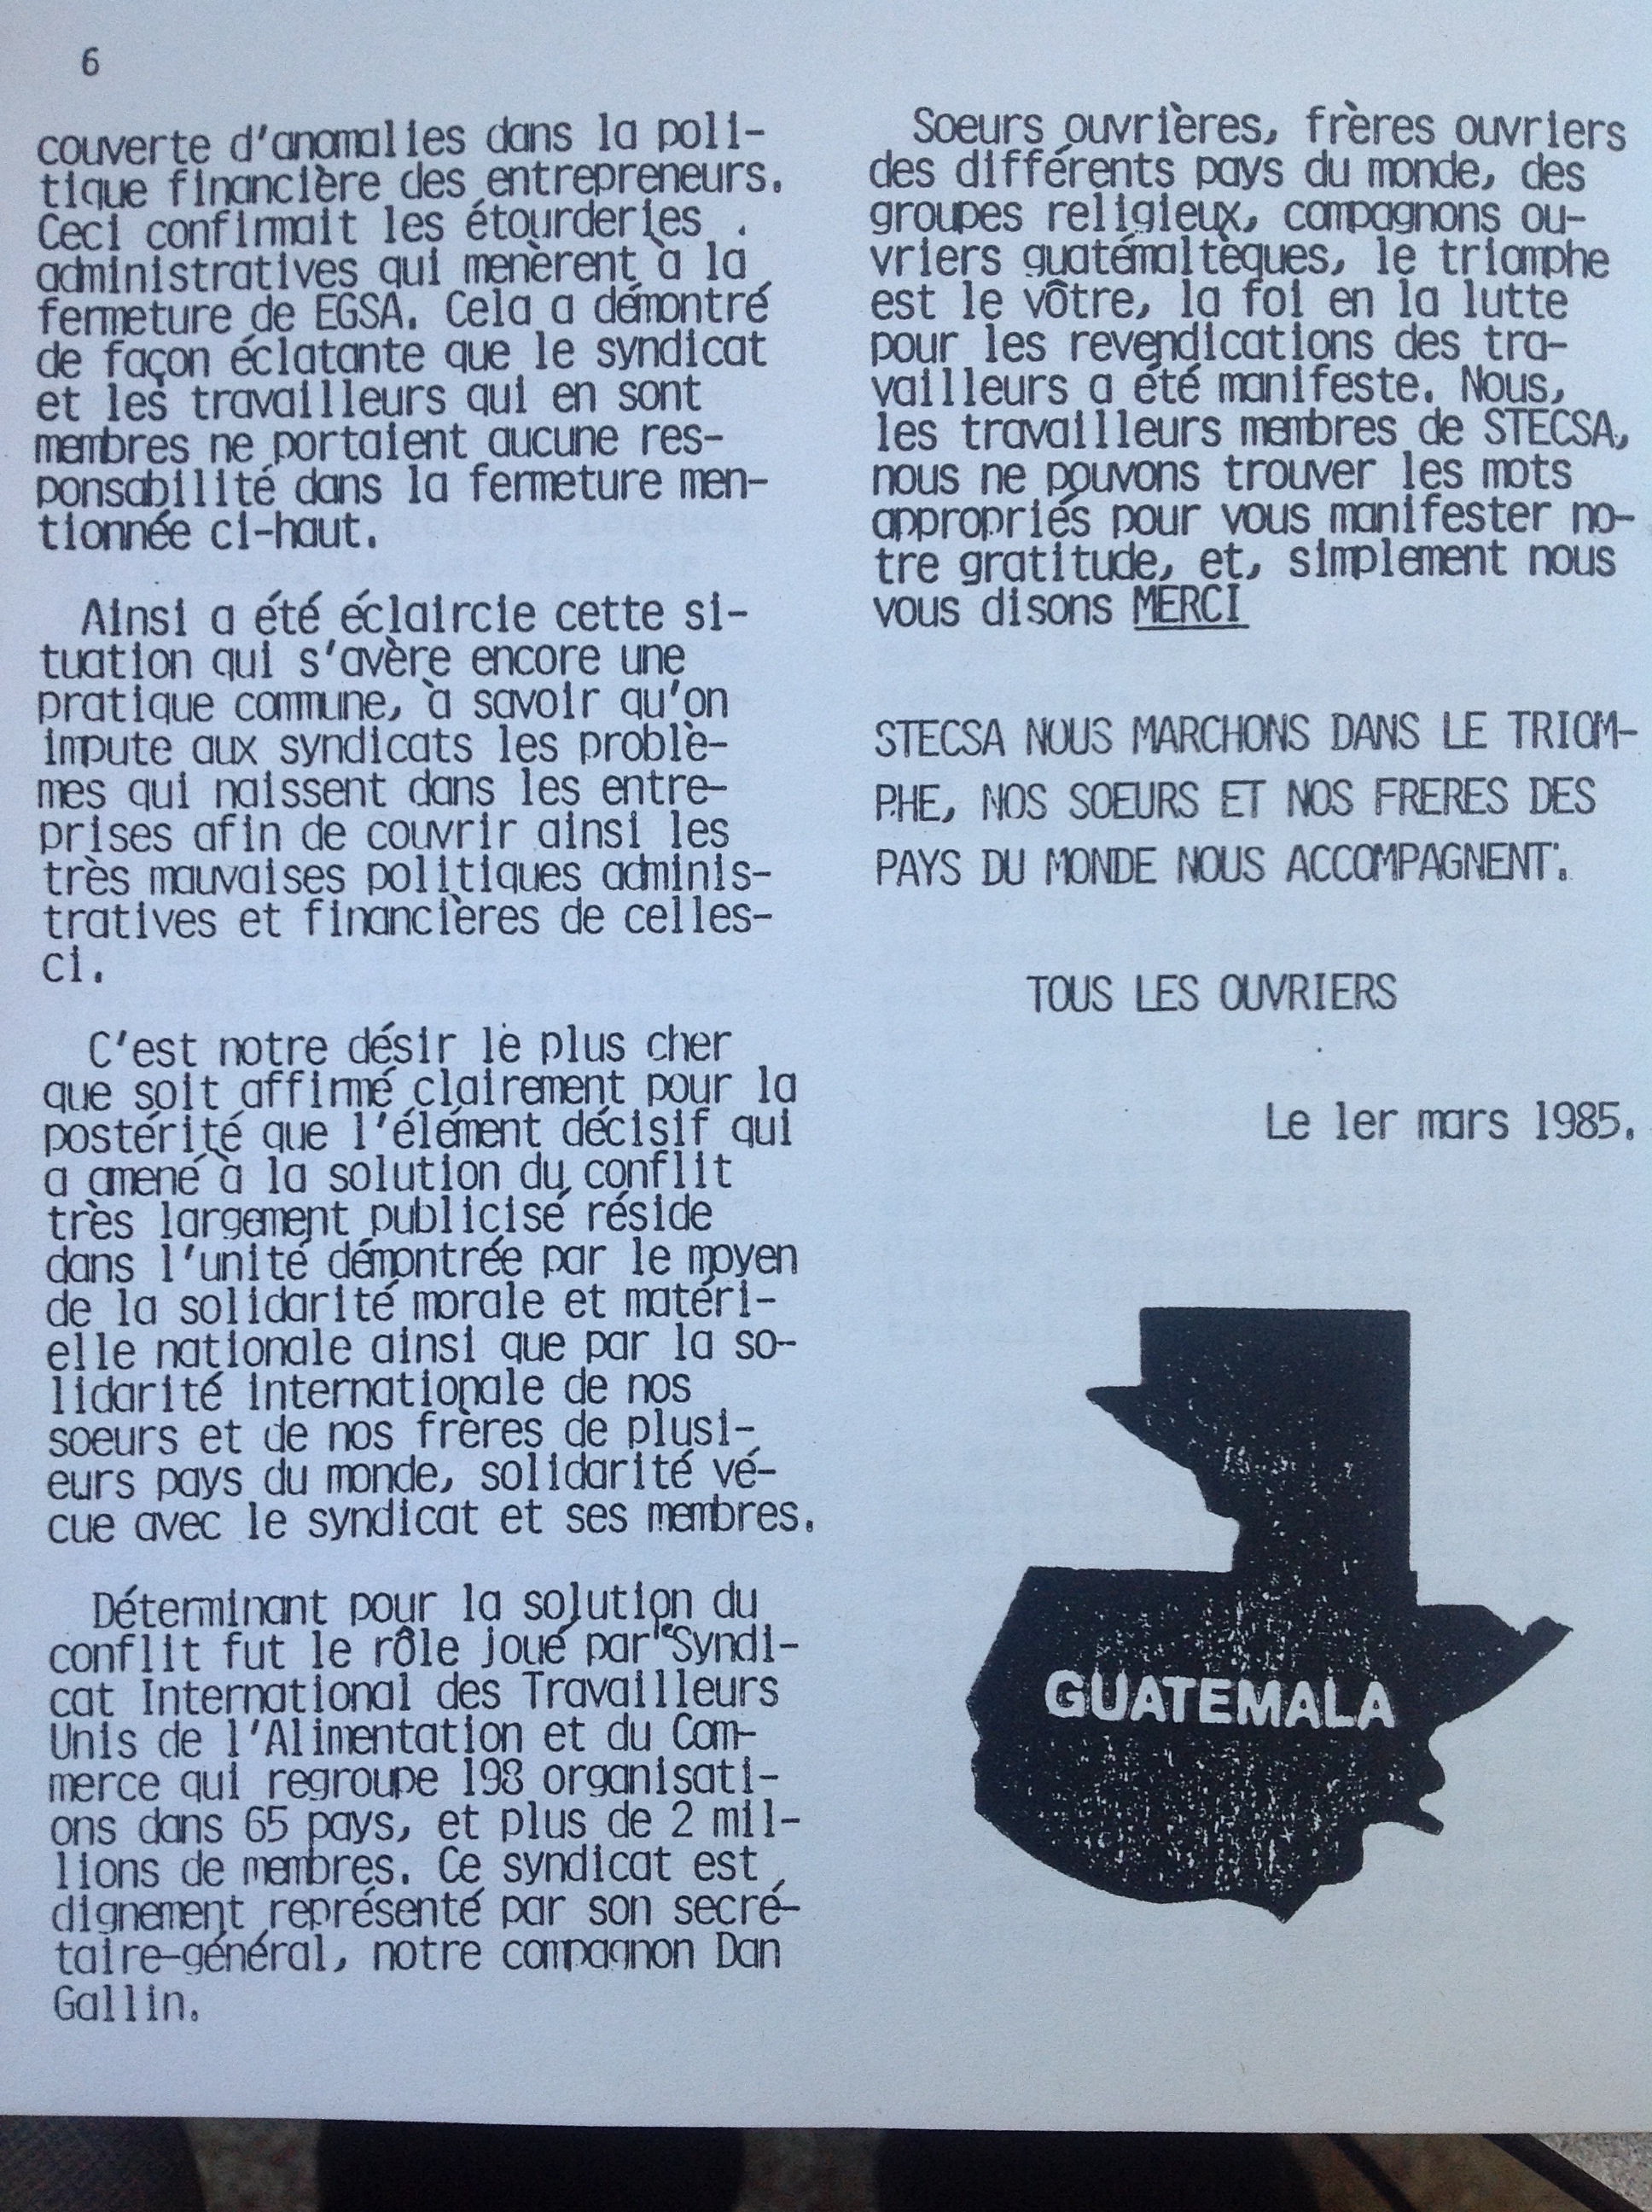 6
couverte d'anomalies dans la poli-
tique financière des entrepreneurs.
Ceci confirmait les étourderies .
administratives qui menèrent à la
fermeture de EGSA. Cela a démontré
de façon éclatante que le syndicat
et les travailleurs qui en sont
membres ne portaient aucune res-
ponsabilité dans la fermeture men-
tionnée ci-haut.
Ainsi a été éclaircie cette si-
tuation qui s'avère encore une
pratique commune, à savoir qu'on
impute aux syndicats les problè-
mes qui naissent dans les entre-
prises afin de couvrir ainsi les
très mauvaises politiques adminis-
tratives et financières de celles-
ci.
C'est notre désir le plus cher
que soit affirmé clairement pour la
postérité que l'élément décisif qui
a amené à la solution du conflit
très largement publicisé réside
dans l'unité démontrée par le moyen
de la solidarité morale et matéri-
elle nationale ainsi que par la so-
lidarité internationale de nos
soeurs et de nos frères de plusi-
eurs pays du monde, solidarité vé-
cue avec le syndicat et ses membres.
Déterminant pour la solution du
conflit fut le rôle joué par le Syndi-
cat International des Travailleurs
Unis de l'Alimentation et du Com-
merce qui regroupe 198 organisati-
ons dans 65 pays, et plus de 2 mil-
lions de membres. Ce syndicat est
dignement représenté par son secré-
taire-général, notre compagnon Dan
Gallin.
Soeurs ouvrières, frères ouvriers
des différents pays du monde, des
groupes religieux, compagnons ou-
vriers guatémaltèques, le triomphe
est le vôtre, la foi en la lutte
pour les revendications des tra-
vailleurs a été manifeste. Nous,
les travailleurs membres de STECSA,
nous ne pouvons trouver les mots
appropriés pour vous manifester no-
tre gratitude, et, simplement nous
vous disons MERCI
STECSA NOUS MARCHONS DANS LE TRIOM-
PHE, NOS SOEURS ET NOS FRERES DES
PAYS DU MONDE NOUS ACCOMPAGNENT.
TOUS LES OUVRIERS
Le 1er mars 1985.
GUATEMALA